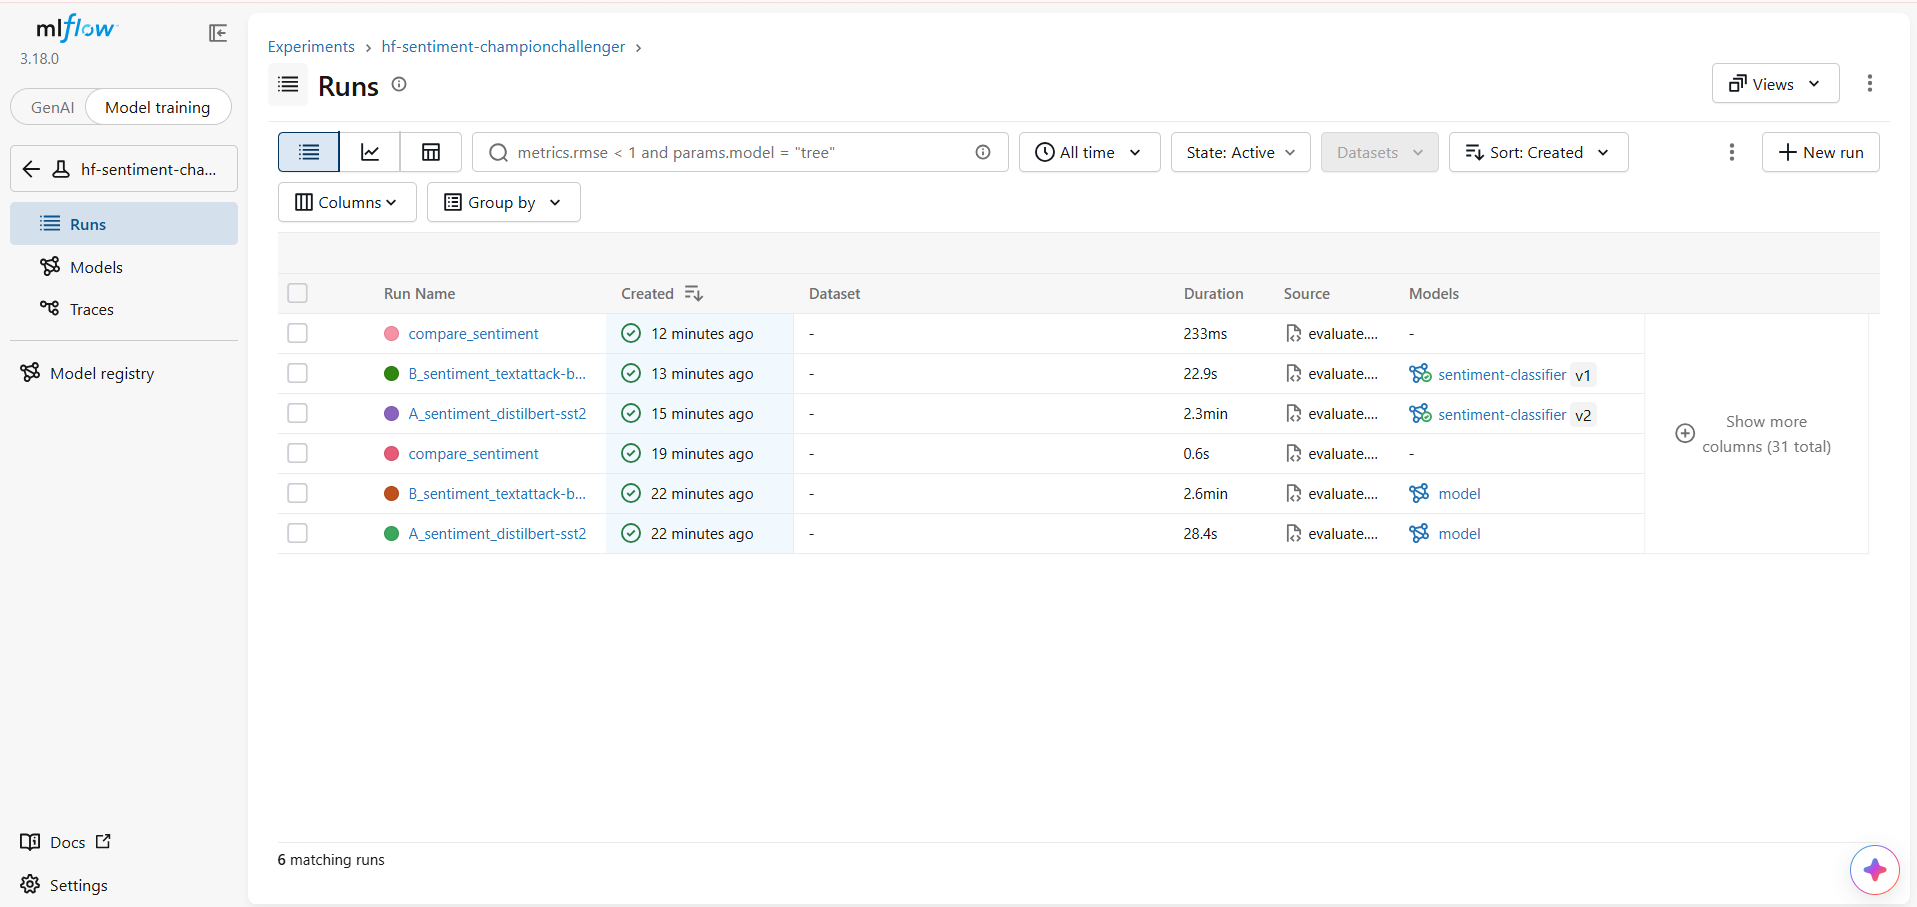 mlflow
3.18.0
GenAI Model training
hf-sentiment-cha...
Runs
Models
Traces
Model registry
Docs
Settings
Experiments > hf-sentiment-championchallenger >
Runs
Views
metrics.rmse < 1 and params.model = "tree"
All time
State: Active
Datasets
Sort: Created
New run
Columns
Group by
Run Name Created Dataset Duration Source Models
compare_sentiment 12 minutes ago - 233ms evaluate.... -
B_sentiment_textattack-b... 13 minutes ago - 22.9s evaluate.... sentiment-classifier v1
A_sentiment_distilbert-sst2 15 minutes ago - 2.3min evaluate.... sentiment-classifier v2
compare_sentiment 19 minutes ago - 0.6s evaluate.... -
B_sentiment_textattack-b... 22 minutes ago - 2.6min evaluate.... model
A_sentiment_distilbert-sst2 22 minutes ago - 28.4s evaluate.... model
Show more
columns (31 total)
6 matching runs